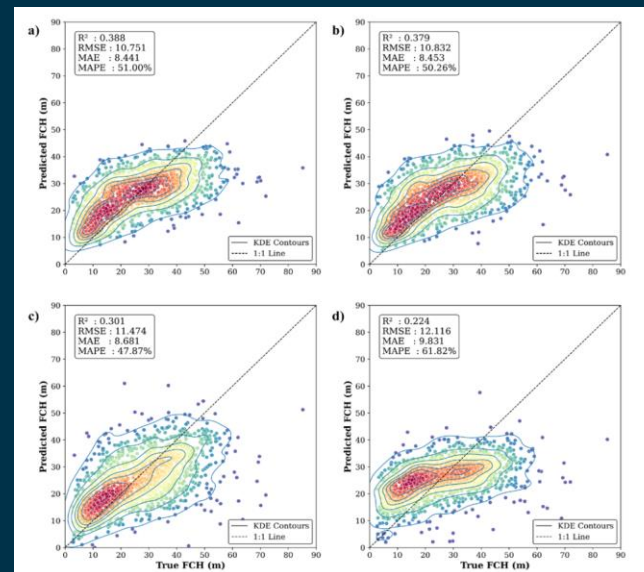 a)
R² : 0.388
RMSE : 10.751
MAE : 8.441
MAPE : 51.00%
Predicted FCH (m)
90
80
70
60
50
40
30
20
10
0
0 10 20 30 40 50 60 70 80 90
KDE Contours
1:1 Line
b)
R² : 0.379
RMSE : 10.832
MAE : 8.453
MAPE : 50.26%
Predicted FCH (m)
90
80
70
60
50
40
30
20
10
0
0 10 20 30 40 50 60 70 80 90
KDE Contours
1:1 Line
c)
R² : 0.301
RMSE : 11.474
MAE : 8.681
MAPE : 47.87%
Predicted FCH (m)
90
80
70
60
50
40
30
20
10
0
0 10 20 30 40 50 60 70 80 90
True FCH (m)
KDE Contours
1:1 Line
d)
R² : 0.224
RMSE : 12.116
MAE : 9.831
MAPE : 61.82%
Predicted FCH (m)
90
80
70
60
50
40
30
20
10
0
0 10 20 30 40 50 60 70 80 90
True FCH (m)
KDE Contours
1:1 Line